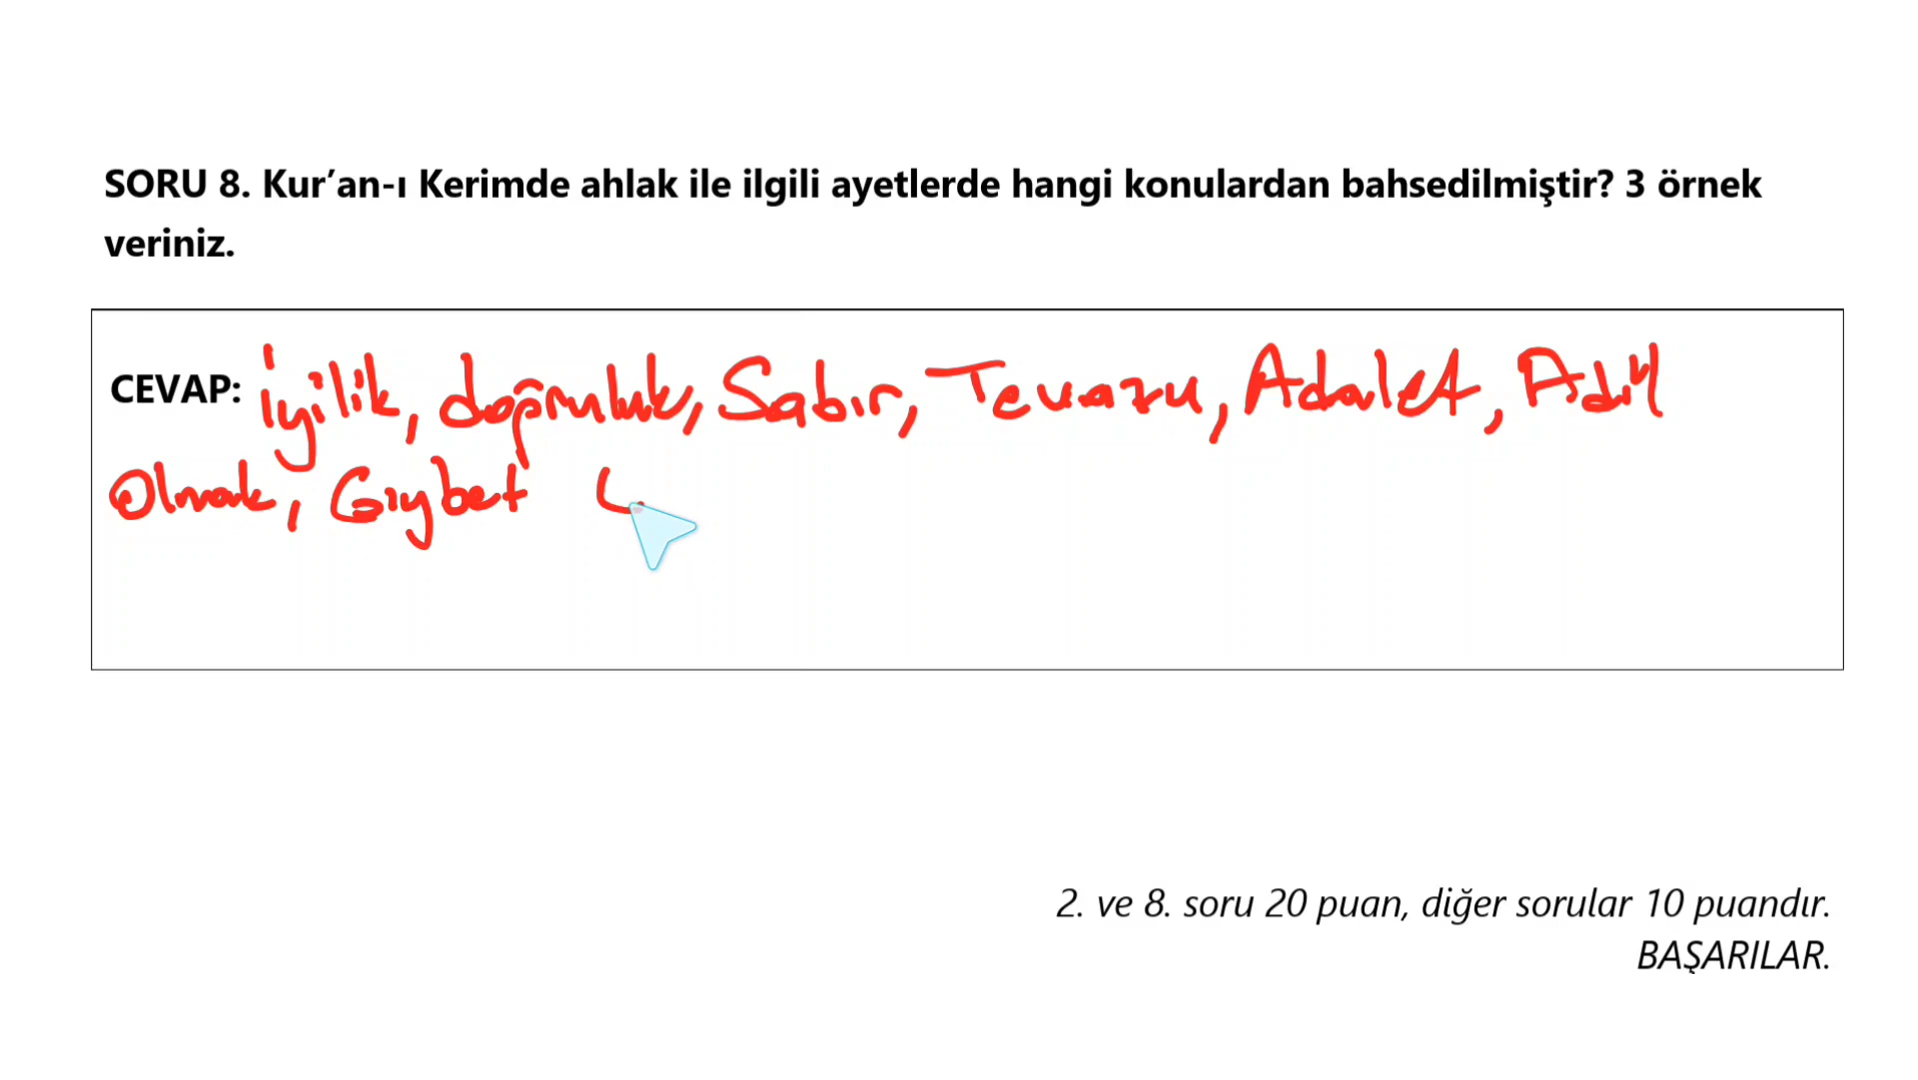 SORU 8. Kur’an-ı Kerimde ahlak ile ilgili ayetlerde hangi konulardan bahsedilmiştir? 3 örnek
veriniz.
CEVAP: İyilik, doğruluk, Sabır, Tevazu, Adalet, Adil
Olmak, Gıybet
2. ve 8. soru 20 puan, diğer sorular 10 puandır.
BAŞARILAR.